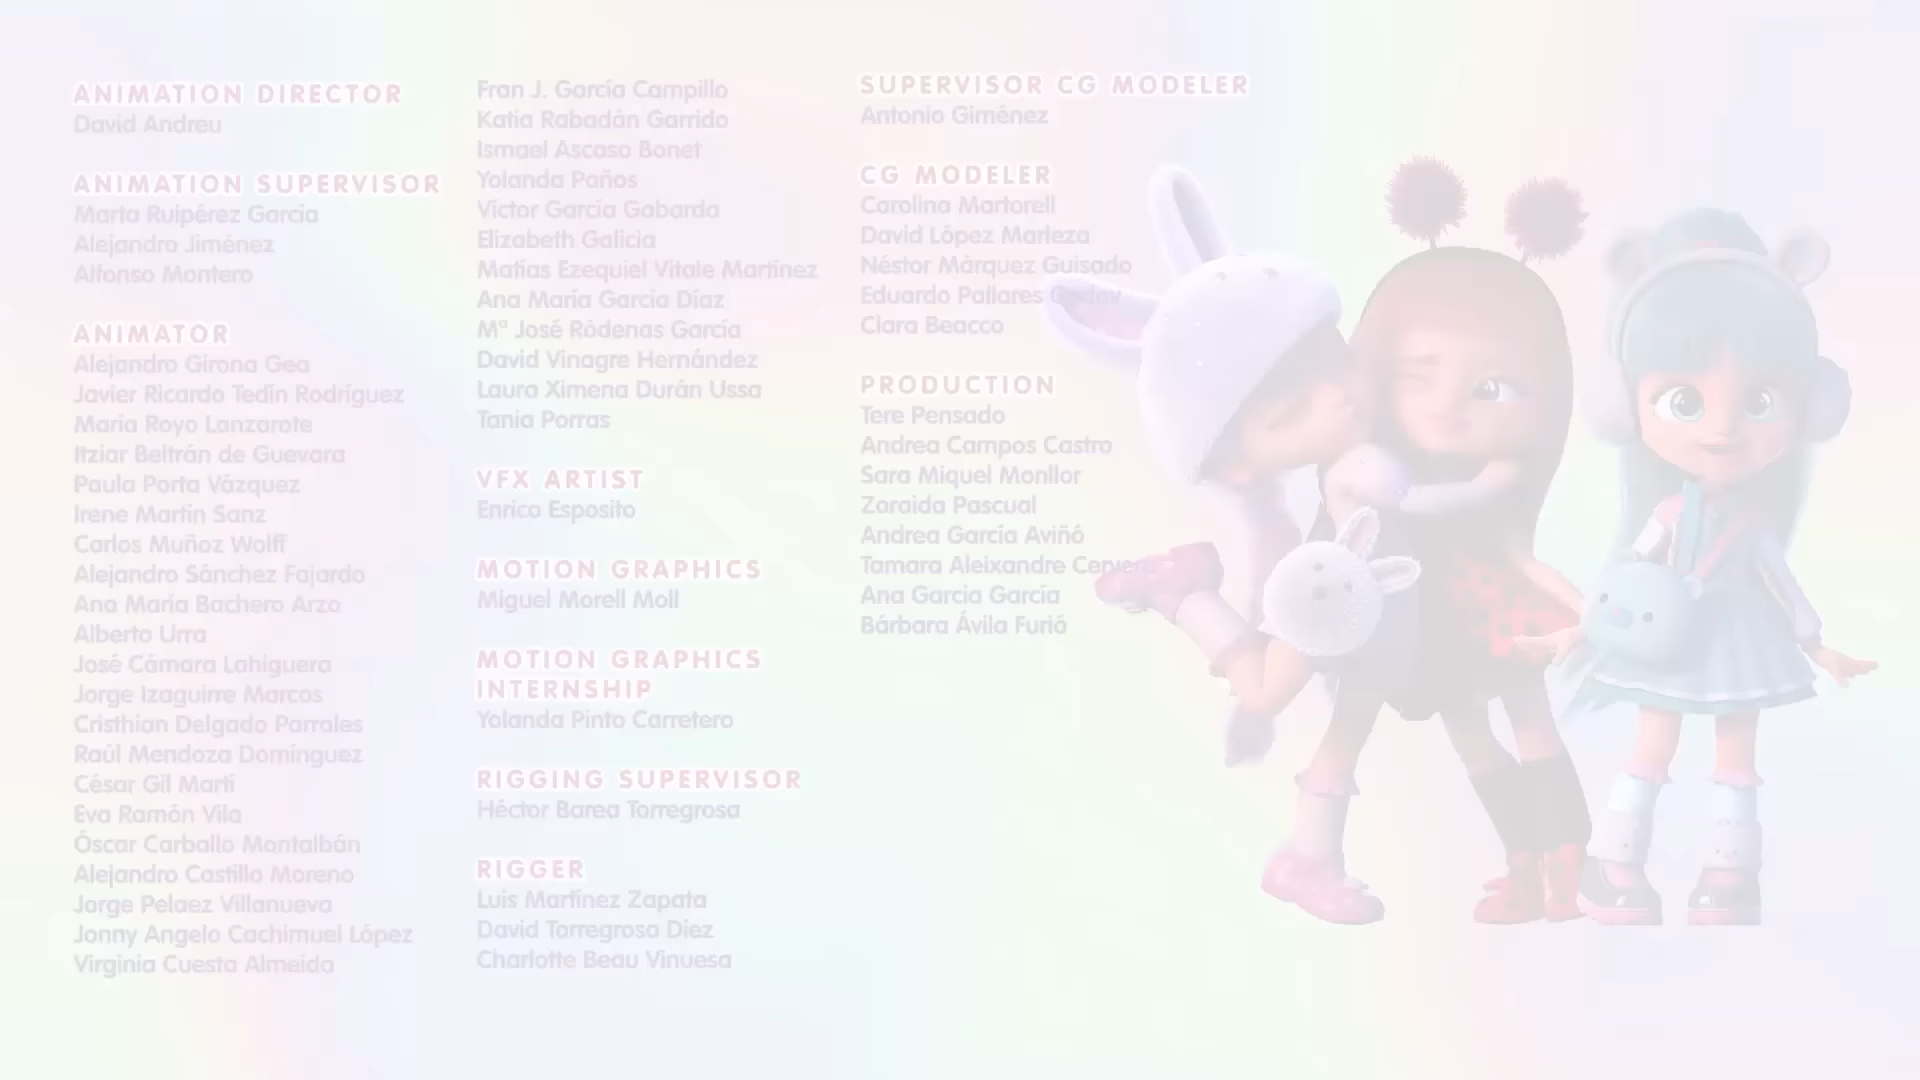 ANIMATION DIRECTOR
David Andreu
ANIMATION SUPERVISOR
Marta Ruipérez García
Alejandro Jiménez
Alfonso Montero
ANIMATOR
Alejandro Girona Gea
Javier Ricardo Tedín Rodríguez
María Royo Lanzarote
Itziar Beltrán de Guevara
Paula Porta Vázquez
Irene Martín Sanz
Carlos Muñoz Wolff
Alejandro Sánchez Fajardo
Ana María Bachero Arzo
Alberto Urra
José Cámara Lahiguera
Jorge Izaguirre Marcos
Cristhian Delgado Parrales
Raúl Mendoza Domínguez
César Gil Martí
Eva Ramón Vila
Óscar Carballo Montalbán
Alejandro Castillo Moreno
Jorge Pelaez Villanueva
Jonny Angelo Cachimuel López
Virginia Cuesta Almeida
Fran J. García Campillo
Katia Rabadán Garrido
Ismael Ascaso Bonet
Yolanda Paños
Víctor García Gabarda
Elizabeth Galicia
Matías Ezequiel Vitale Martínez
Ana María García Díaz
Mª José Ródenas García
David Vinagre Hernández
Laura Ximena Durán Ussa
Tania Porras
VFX ARTIST
Enrico Esposito
MOTION GRAPHICS
Miguel Morell Moll
MOTION GRAPHICS
INTERNSHIP
Yolanda Pinto Carretero
RIGGING SUPERVISOR
Héctor Barea Torregrosa
RIGGER
Luis Martínez Zapata
David Torregrosa Díez
Charlotte Beau Vinuesa
SUPERVISOR CG MODELER
Antonio Giménez
CG MODELER
Carolina Martorell
David López Marleza
Néstor Márquez Guisado
Eduardo Pallares
Clara Beacco
PRODUCTION
Tere Pensado
Andrea Campos Castro
Sara Miquel Monllor
Zoraida Pascual
Andrea García Aviñó
Tamara Aleixandre
Ana García García
Bárbara Ávila Furió